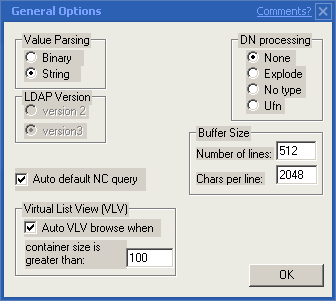 General Options
Comments?
Value Parsing
Binary
String
LDAP Version
version 2
version3
Auto default NC query
Virtual List View (VLV)
Auto VLV browse when
container size is
greater than:
100
DN processing
None
Explode
No type
Ufn
Buffer Size
Number of lines: 512
Chars per line: 2048
OK